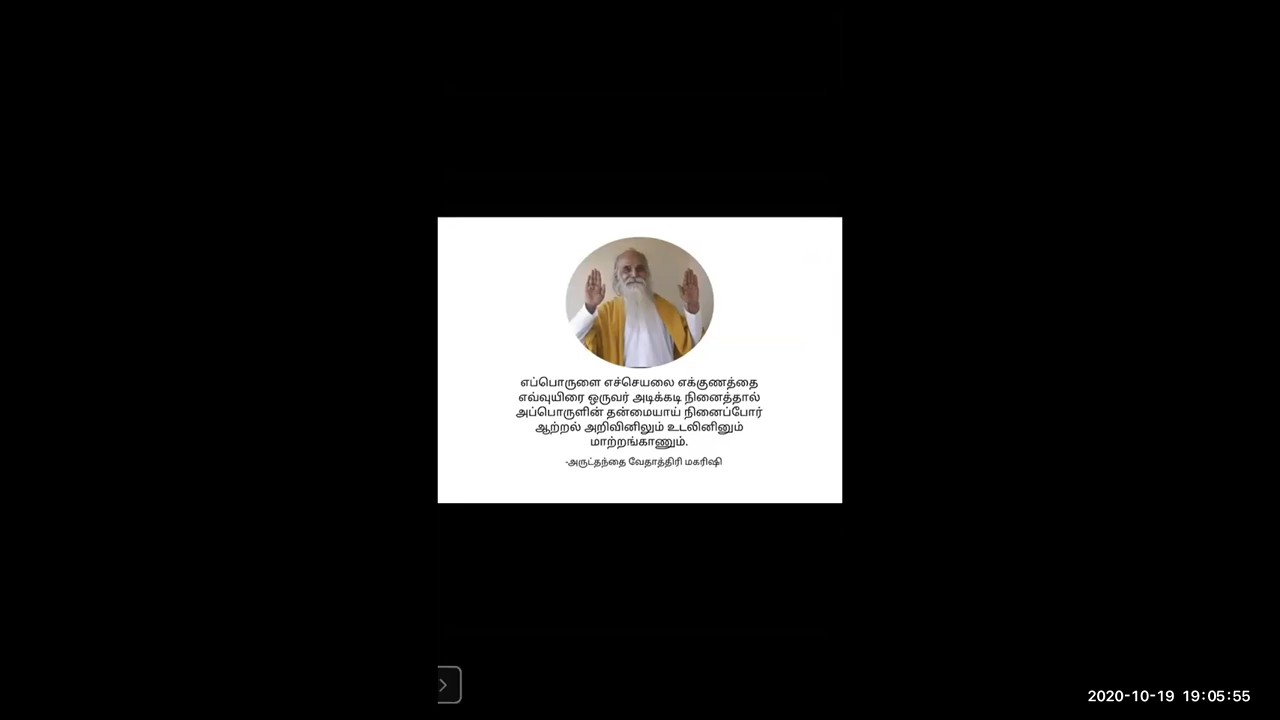 எப்பொருளை எச்செயலை எக்குணத்தை
எவ்வுயிரை ஒருவர் அடிக்கடி நினைத்தால்
அப்பொருளின் தன்மையாய் நினைப்போர்
ஆற்றல் அறிவினிலும் உடலினினும்
மாற்றங்காணும்.
-அருட்தந்தை வேதாத்திரி மகரிஷி
2020-10-19 19:05:55